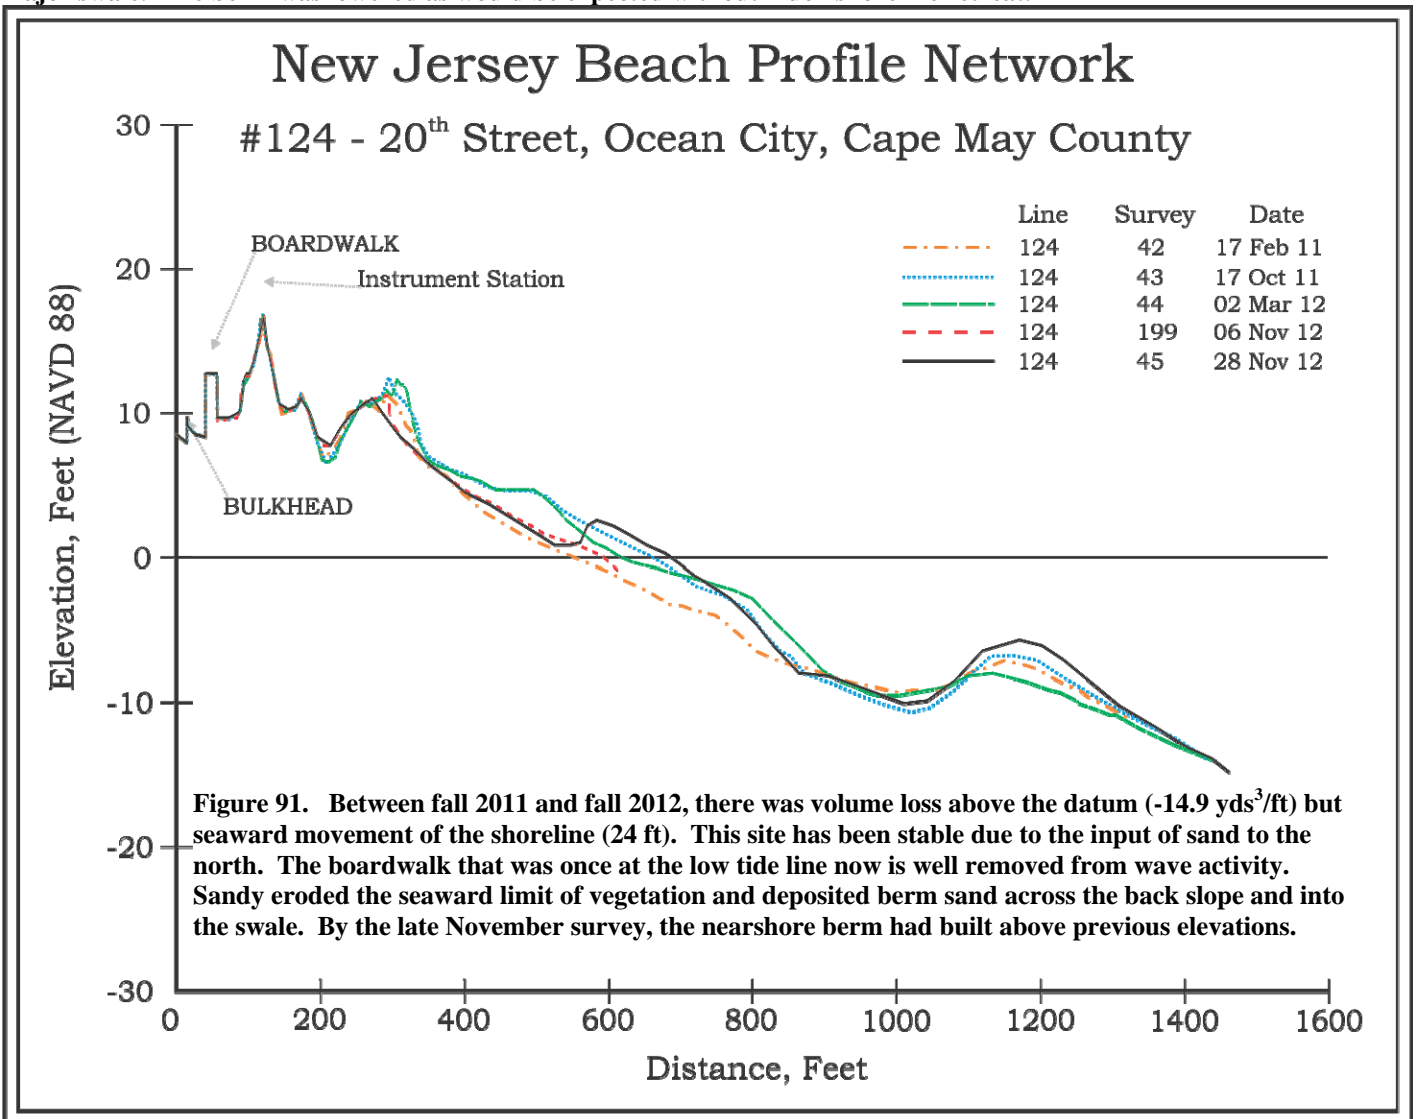 New Jersey Beach Profile Network
#124 - 20th Street, Ocean City, Cape May County
Line Survey Date
124 42 17 Feb 11
124 43 17 Oct 11
124 44 02 Mar 12
124 199 06 Nov 12
124 45 28 Nov 12
BOARDWALK
Instrument Station
BULKHEAD
Elevation, Feet (NAVD 88)
30
20
10
0
-10
-20
-30
Figure 91. Between fall 2011 and fall 2012, there was volume loss above the datum (-14.9 yds3/ft) but
seaward movement of the shoreline (24 ft). This site has been stable due to the input of sand to the
north. The boardwalk that was once at the low tide line now is well removed from wave activity.
Sandy eroded the seaward limit of vegetation and deposited berm sand across the back slope and into
the swale. By the late November survey, the nearshore berm had built above previous elevations.
0 200 400 600 800 1000 1200 1400 1600
Distance, Feet